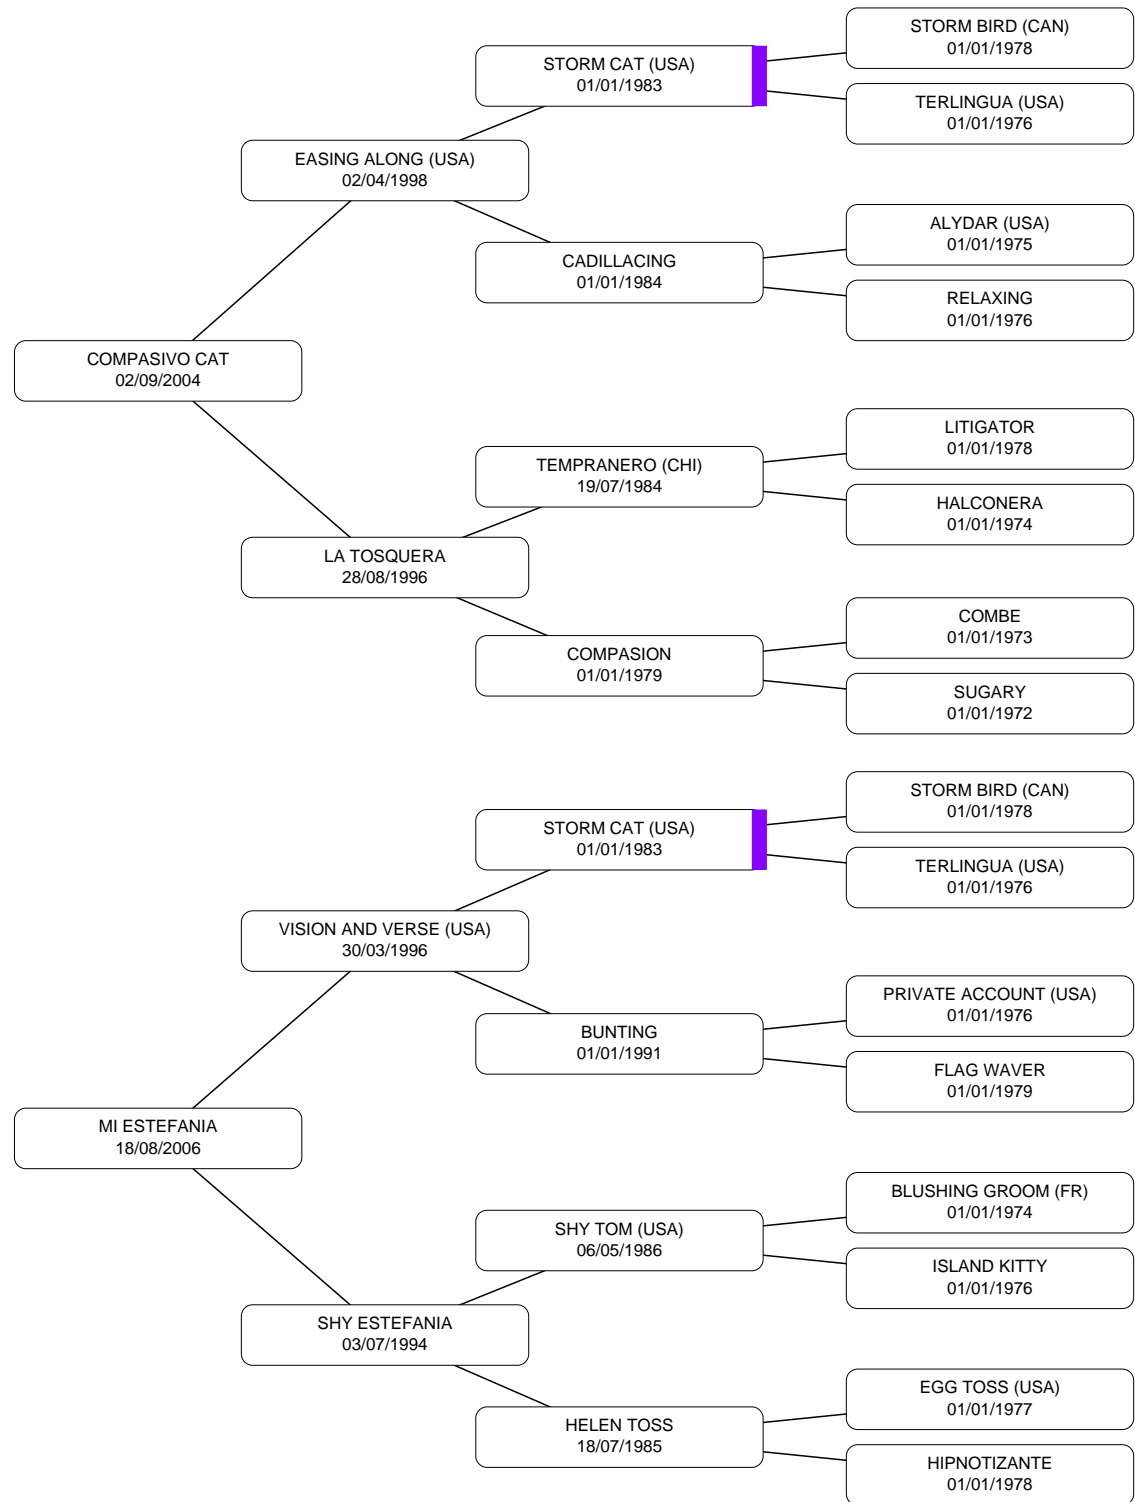 STORM BIRD (CAN)
01/01/1978
STORM CAT (USA)
01/01/1983
TERLINGUA (USA)
01/01/1976
EASING ALONG (USA)
02/04/1998
ALYDAR (USA)
01/01/1975
CADILLACING
01/01/1984
RELAXING
01/01/1976
COMPASIVO CAT
02/09/2004
LITIGATOR
01/01/1978
TEMPRANERO (CHI)
19/07/1984
HALCONERA
01/01/1974
LA TOSQUERA
28/08/1996
COMBE
01/01/1973
COMPASION
01/01/1979
SUGARY
01/01/1972
STORM BIRD (CAN)
01/01/1978
STORM CAT (USA)
01/01/1983
TERLINGUA (USA)
01/01/1976
VISION AND VERSE (USA)
30/03/1996
PRIVATE ACCOUNT (USA)
01/01/1976
BUNTING
01/01/1991
FLAG WAVER
01/01/1979
MI ESTEFANIA
18/08/2006
BLUSHING GROOM (FR)
01/01/1974
SHY TOM (USA)
06/05/1986
ISLAND KITTY
01/01/1976
SHY ESTEFANIA
03/07/1994
EGG TOSS (USA)
01/01/1977
HELEN TOSS
18/07/1985
HIPNOTIZANTE
01/01/1978